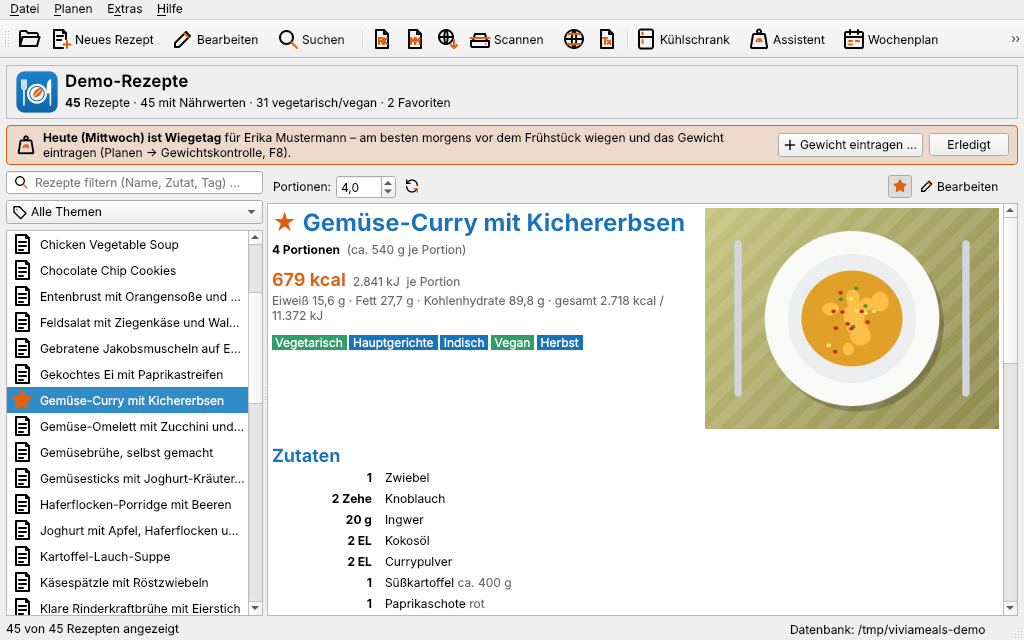 Datei Planen Extras Hilfe
Neues Rezept Bearbeiten Suchen Scannen Kühlschrank Assistent Wochenplan »
Demo-Rezepte
45 Rezepte · 45 mit Nährwerten · 31 vegetarisch/vegan · 2 Favoriten
Heute (Mittwoch) ist Wiegetag für Erika Mustermann – am besten morgens vor dem Frühstück wiegen und das Gewicht
eintragen (Planen → Gewichtskontrolle, F8).
Gewicht eintragen ...
Erledigt
Rezepte filtern (Name, Zutat, Tag) ...
Alle Themen
Chicken Vegetable Soup
Chocolate Chip Cookies
Entenbrust mit Orangensoße und ...
Feldsalat mit Ziegenkäse und Wal...
Gebratene Jakobsmuscheln auf E...
Gekochtes Ei mit Paprikastreifen
Gemüse-Curry mit Kichererbsen
Gemüse-Omelett mit Zucchini und...
Gemüsebrühe, selbst gemacht
Gemüsesticks mit Joghurt-Kräuter...
Haferflocken-Porridge mit Beeren
Joghurt mit Apfel, Haferflocken u...
Kartoffel-Lauch-Suppe
Käsespätzle mit Röstzwiebeln
Klare Rinderkraftbrühe mit Eierstich
Portionen: 4,0
Bearbeiten
★ Gemüse-Curry mit Kichererbsen
4 Portionen (ca. 540 g je Portion)
679 kcal 2.841 kJ je Portion
Eiweiß 15,6 g · Fett 27,7 g · Kohlenhydrate 89,8 g · gesamt 2.718 kcal /
11.372 kJ
Vegetarisch Hauptgerichte Indisch Vegan Herbst
Zutaten
1 Zwiebel
2 Zehe Knoblauch
20 g Ingwer
2 EL Kokosöl
2 EL Currypulver
1 Süßkartoffel ca. 400 g
1 Paprikaschote rot
45 von 45 Rezepten angezeigt
Datenbank: /tmp/viviameals-demo